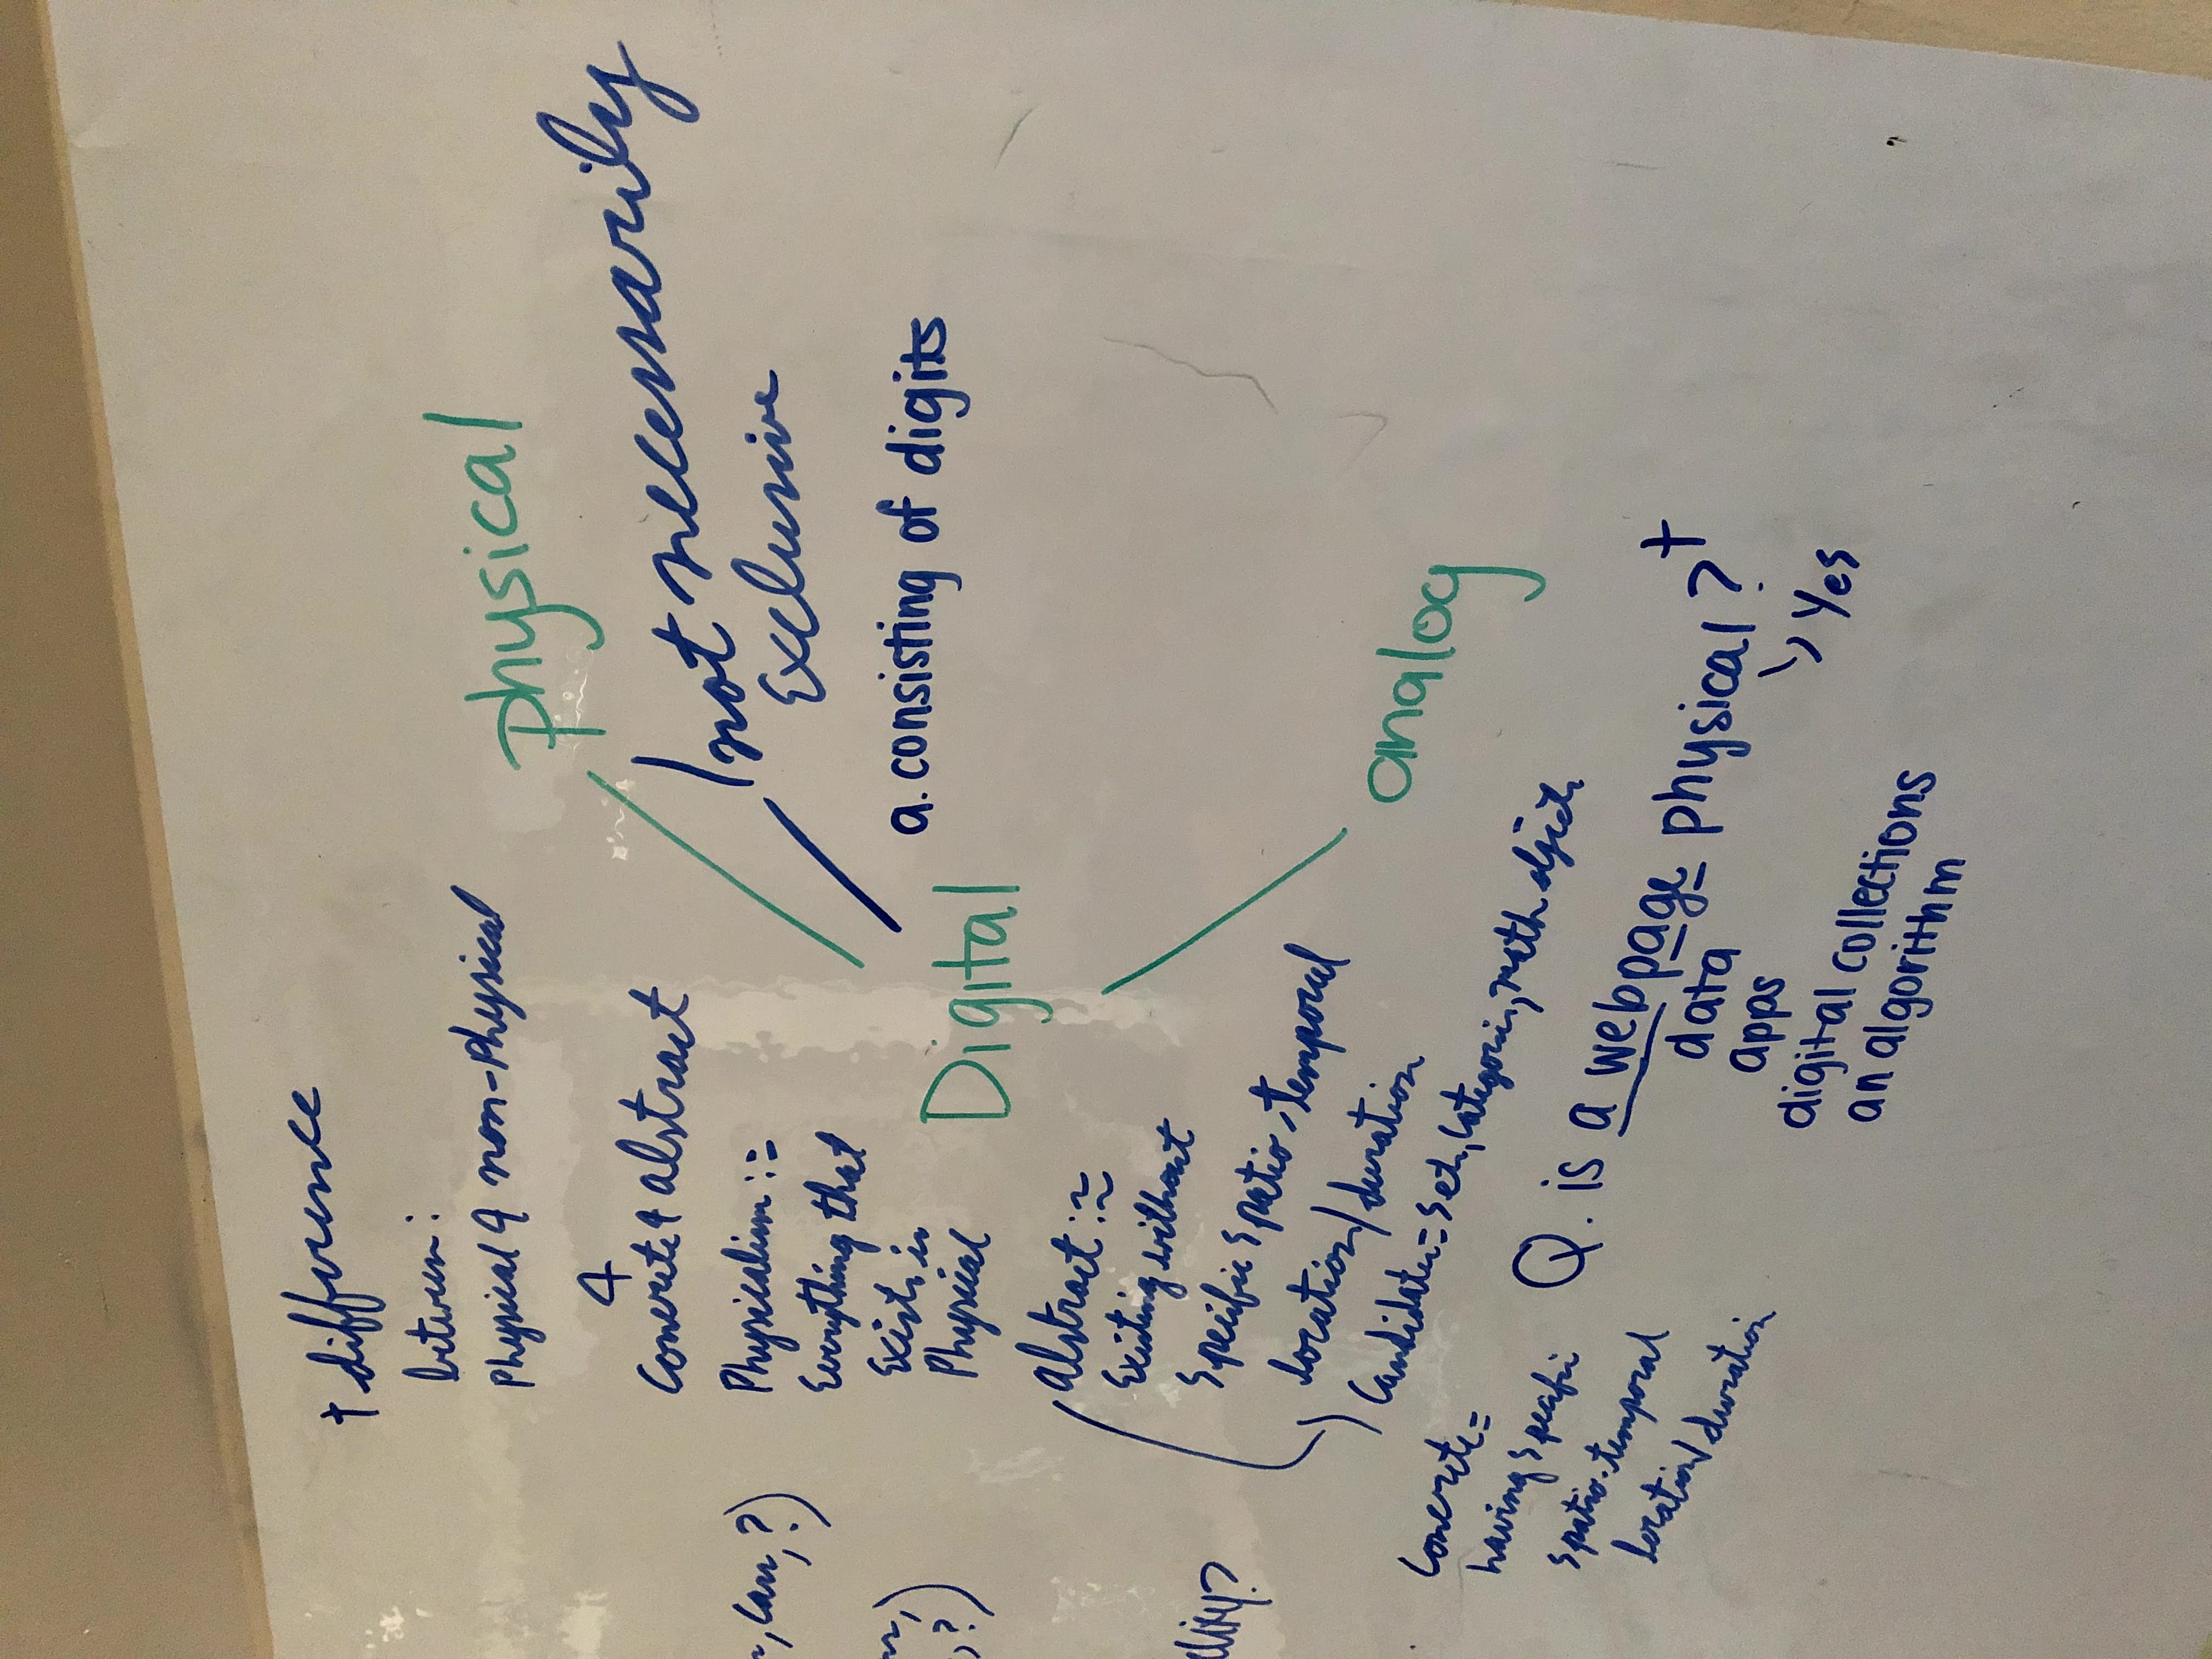 † difference
between:
Physical & non-Physical
&
Concrete & abstract
Physicalism :=
Everything that
Exists is
Physical
abstract :≈
Existing without
specific spatio-temporal
location/duration
Candidates = sets, categories, math objects
Concrete =
having specific
spatio-temporal
location/duration
, can, ?)
, ?)
physical
not necessarily
Exclusive
a. consisting of digits
Digital
analog
Q. is a webpage physical?†
data
apps
digital collections
an algorithm
Yes